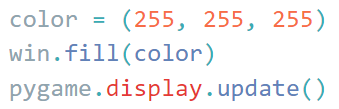 color = (255, 255, 255)
win.fill(color)
pygame.display.update()